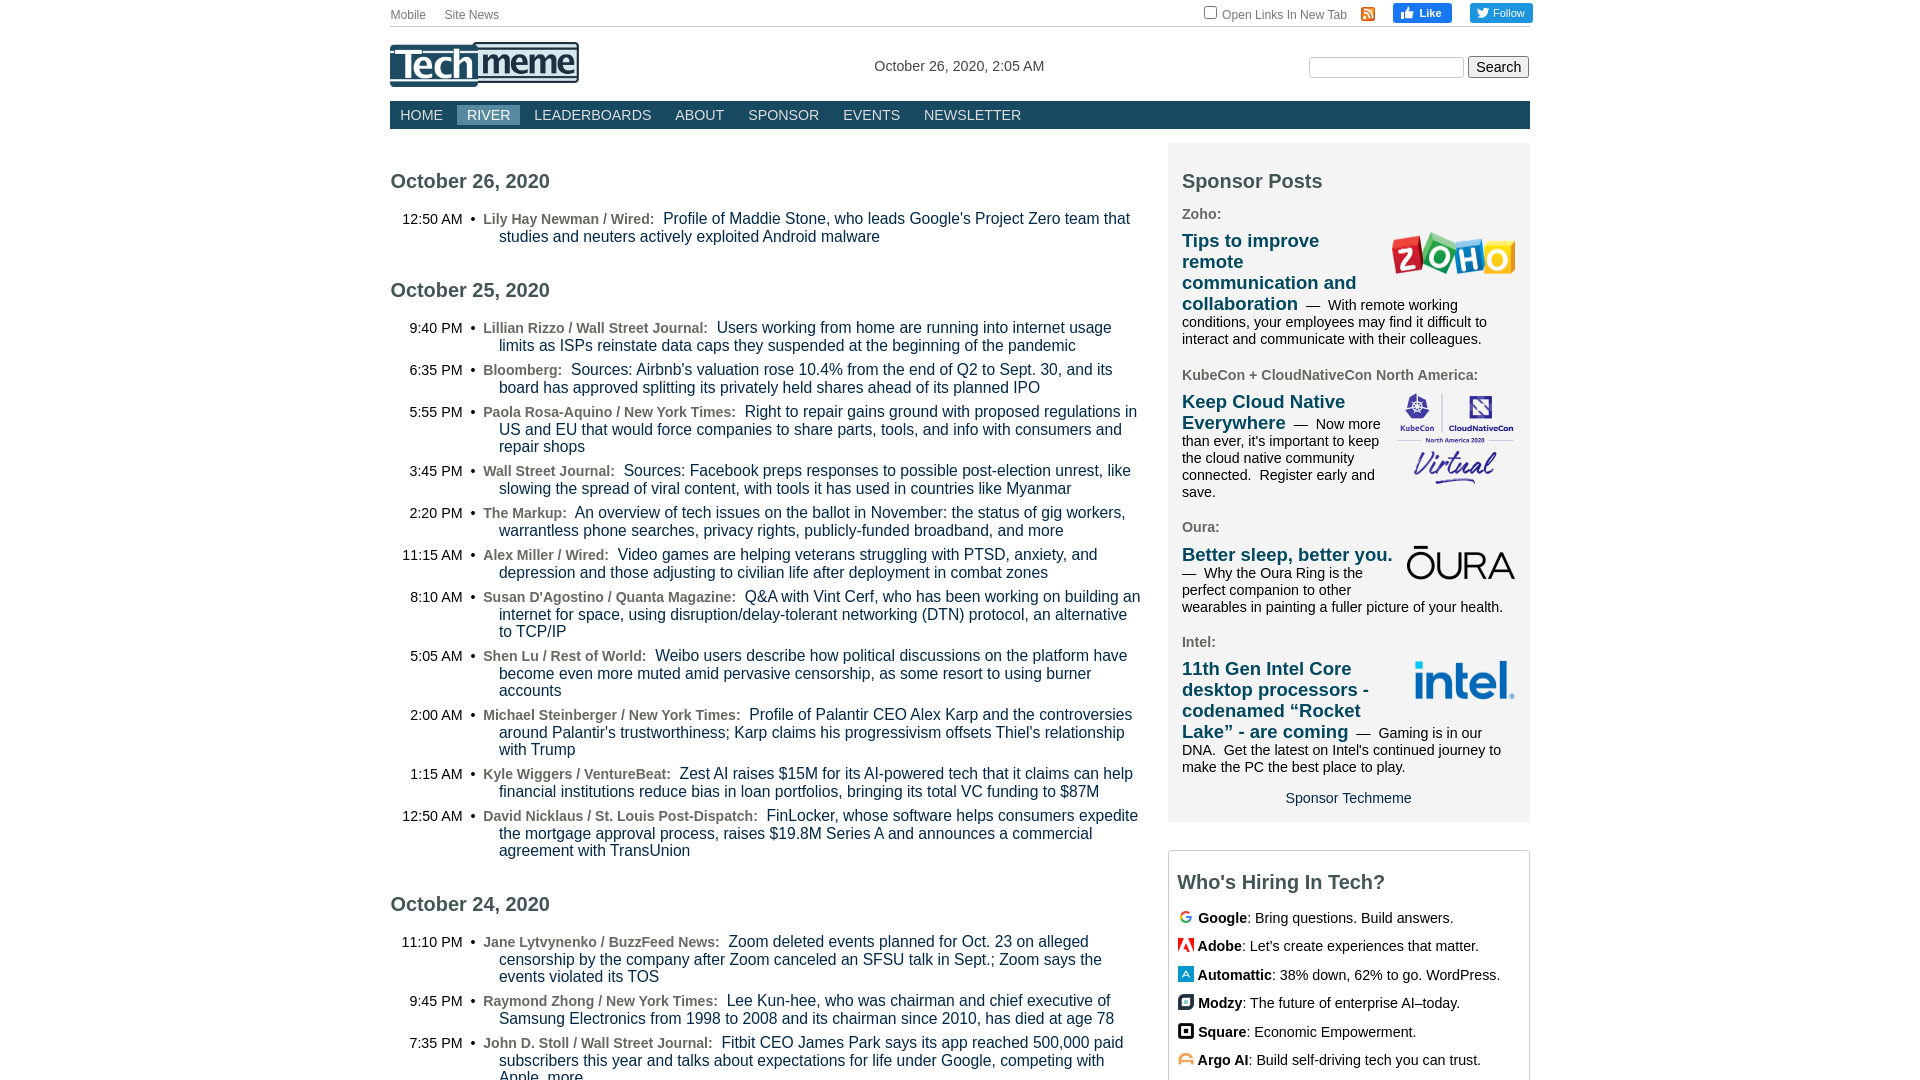 Mobile Site News Open Links In New Tab Like Follow
Techmeme October 26, 2020, 2:05 AM Search
HOME RIVER LEADERBOARDS ABOUT SPONSOR EVENTS NEWSLETTER
October 26, 2020
12:50 AM • Lily Hay Newman / Wired: Profile of Maddie Stone, who leads Google's Project Zero team that
studies and neuters actively exploited Android malware
October 25, 2020
9:40 PM • Lillian Rizzo / Wall Street Journal: Users working from home are running into internet usage
limits as ISPs reinstate data caps they suspended at the beginning of the pandemic
6:35 PM • Bloomberg: Sources: Airbnb's valuation rose 10.4% from the end of Q2 to Sept. 30, and its
board has approved splitting its privately held shares ahead of its planned IPO
5:55 PM • Paola Rosa-Aquino / New York Times: Right to repair gains ground with proposed regulations in
US and EU that would force companies to share parts, tools, and info with consumers and
repair shops
3:45 PM • Wall Street Journal: Sources: Facebook preps responses to possible post-election unrest, like
slowing the spread of viral content, with tools it has used in countries like Myanmar
2:20 PM • The Markup: An overview of tech issues on the ballot in November: the status of gig workers,
warrantless phone searches, privacy rights, publicly-funded broadband, and more
11:15 AM • Alex Miller / Wired: Video games are helping veterans struggling with PTSD, anxiety, and
depression and those adjusting to civilian life after deployment in combat zones
8:10 AM • Susan D'Agostino / Quanta Magazine: Q&A with Vint Cerf, who has been working on building an
internet for space, using disruption/delay-tolerant networking (DTN) protocol, an alternative
to TCP/IP
5:05 AM • Shen Lu / Rest of World: Weibo users describe how political discussions on the platform have
become even more muted amid pervasive censorship, as some resort to using burner
accounts
2:00 AM • Michael Steinberger / New York Times: Profile of Palantir CEO Alex Karp and the controversies
around Palantir's trustworthiness; Karp claims his progressivism offsets Thiel's relationship
with Trump
1:15 AM • Kyle Wiggers / VentureBeat: Zest AI raises $15M for its AI-powered tech that it claims can help
financial institutions reduce bias in loan portfolios, bringing its total VC funding to $87M
12:50 AM • David Nicklaus / St. Louis Post-Dispatch: FinLocker, whose software helps consumers expedite
the mortgage approval process, raises $19.8M Series A and announces a commercial
agreement with TransUnion
October 24, 2020
11:10 PM • Jane Lytvynenko / BuzzFeed News: Zoom deleted events planned for Oct. 23 on alleged
censorship by the company after Zoom canceled an SFSU talk in Sept.; Zoom says the
events violated its TOS
9:45 PM • Raymond Zhong / New York Times: Lee Kun-hee, who was chairman and chief executive of
Samsung Electronics from 1998 to 2008 and its chairman since 2010, has died at age 78
7:35 PM • John D. Stoll / Wall Street Journal: Fitbit CEO James Park says its app reached 500,000 paid
subscribers this year and talks about expectations for life under Google, competing with
Apple, more
Sponsor Posts
Zoho:
Tips to improve ZOHO
remote
communication and
collaboration — With remote working
conditions, your employees may find it difficult to
interact and communicate with their colleagues.
KubeCon + CloudNativeCon North America:
Keep Cloud Native
Everywhere — Now more
than ever, it's important to keep
the cloud native community
connected. Register early and
save.
KubeCon CloudNativeCon
North America 2020
Virtual
Oura:
Better sleep, better you. ŌURA
— Why the Oura Ring is the
perfect companion to other
wearables in painting a fuller picture of your health.
Intel:
11th Gen Intel Core intel.
desktop processors -
codenamed “Rocket
Lake” - are coming — Gaming is in our
DNA. Get the latest on Intel's continued journey to
make the PC the best place to play.
Sponsor Techmeme
Who's Hiring In Tech?
Google: Bring questions. Build answers.
Adobe: Let’s create experiences that matter.
Automattic: 38% down, 62% to go. WordPress.
Modzy: The future of enterprise AI–today.
Square: Economic Empowerment.
Argo AI: Build self-driving tech you can trust.